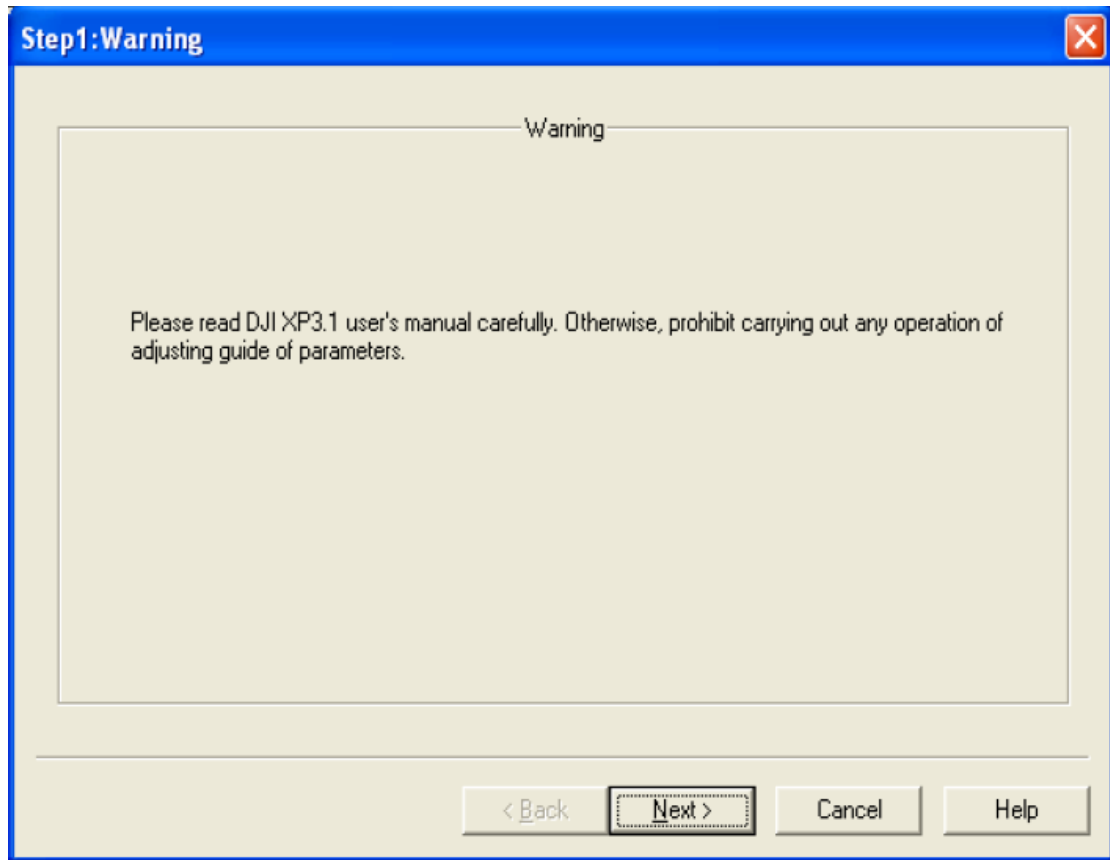 Step1:Warning
Warning
Please read DJI XP3.1 user's manual carefully. Otherwise, prohibit carrying out any operation of
adjusting guide of parameters.
< Back Next > Cancel Help